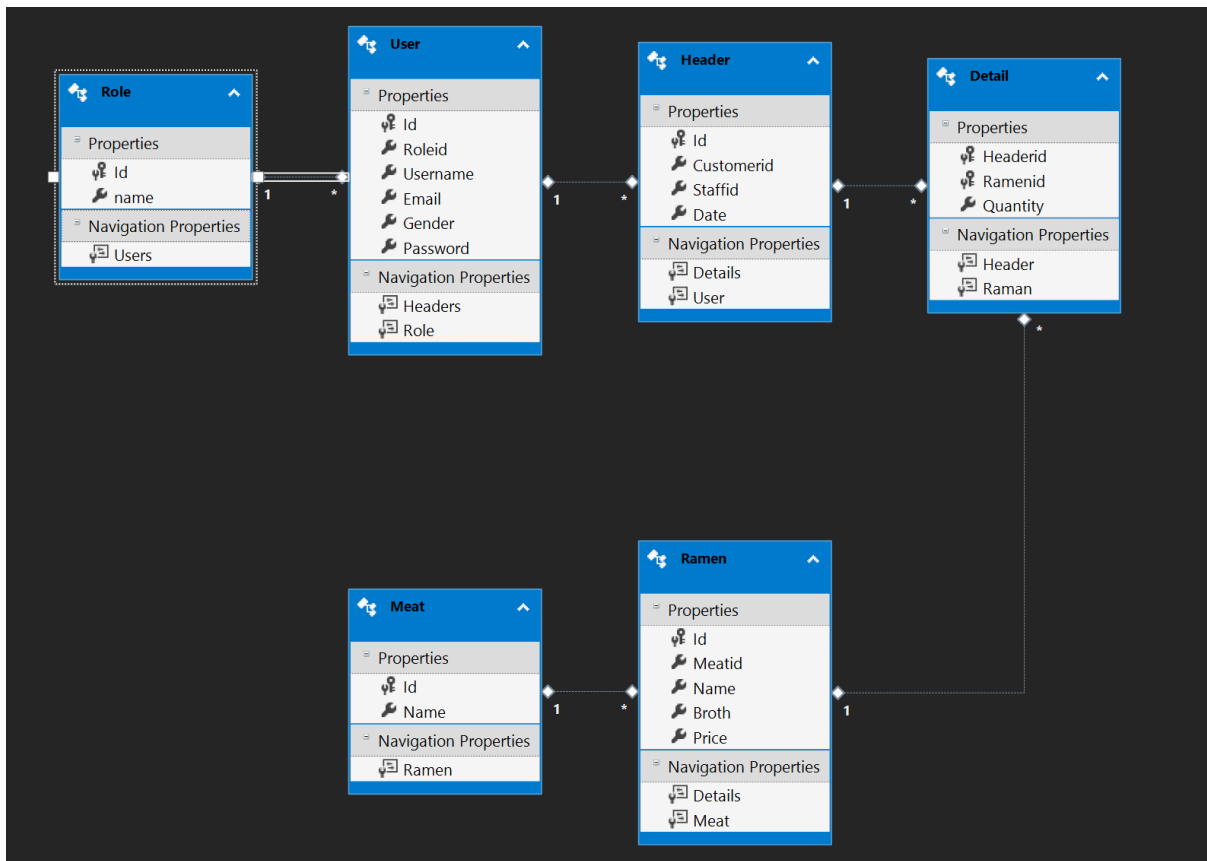 Role
Properties
Id
name
Navigation Properties
Users
1
*
User
Properties
Id
Roleid
Username
Email
Gender
Password
Navigation Properties
Headers
Role
1
*
Header
Properties
Id
Customerid
Staffid
Date
Navigation Properties
Details
User
1
*
Detail
Properties
Headerid
Ramenid
Quantity
Navigation Properties
Header
Raman
*
Meat
Properties
Id
Name
Navigation Properties
Ramen
1
*
Ramen
Properties
Id
Meatid
Name
Broth
Price
Navigation Properties
Details
Meat
1